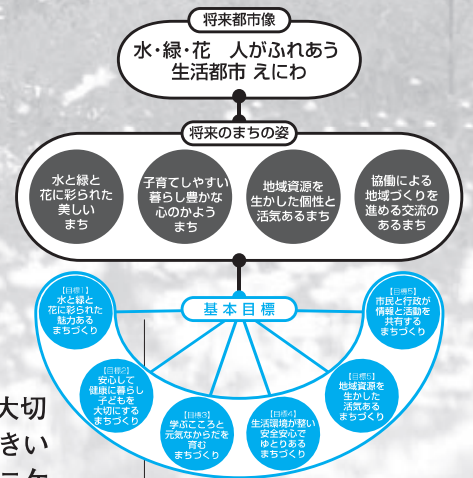 将来都市像
水・緑・花 人がふれあう
生活都市 えにわ
将来のまちの姿
水と緑と
花に彩られた
美しい
まち
子育てしやすい
暮らし豊かな
心のかよう
まち
地域資源を
生かした個性と
活気あるまち
協働による
地域づくりを
進める交流の
あるまち
基本目標
【目標1】
水と緑と
花に彩られた
魅力ある
まちづくり
【目標2】
安心して
健康に暮らし
子どもを
大切にする
まちづくり
【目標3】
学ぶこころと
元気なからだを
育む
まちづくり
【目標4】
生活環境が整い
安全安心で
ゆとりある
まちづくり
【目標5】
地域資源を
生かした
活気ある
まちづくり
【目標5】
市民と行政が
情報と活動を
共有する
まちづくり
大切
きい